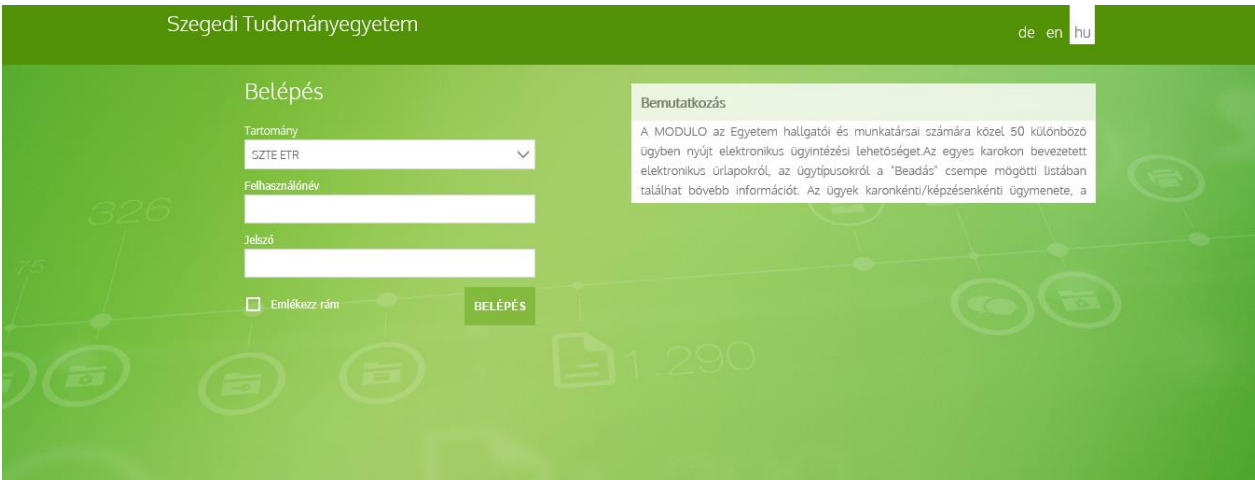 Szegedi Tudományegyetem
de en hu
Belépés
Tartomány
SZTE ETR
Felhasználónév
Jelszó
Emlékezz rám
BELÉPÉS
Bemutatkozás
A MODULO az Egyetem hallgatói és munkatársai számára közel 50 különböző
ügyben nyújt elektronikus ügyintézési lehetőséget.Az egyes karokon bevezetett
elektronikus űrlapokról, az ügytípusokról a "Beadás" csempe mögötti listában
találhat bővebb információt. Az ügyek karonkénti/képzésenkénti ügymenete, a
326
75
1.290